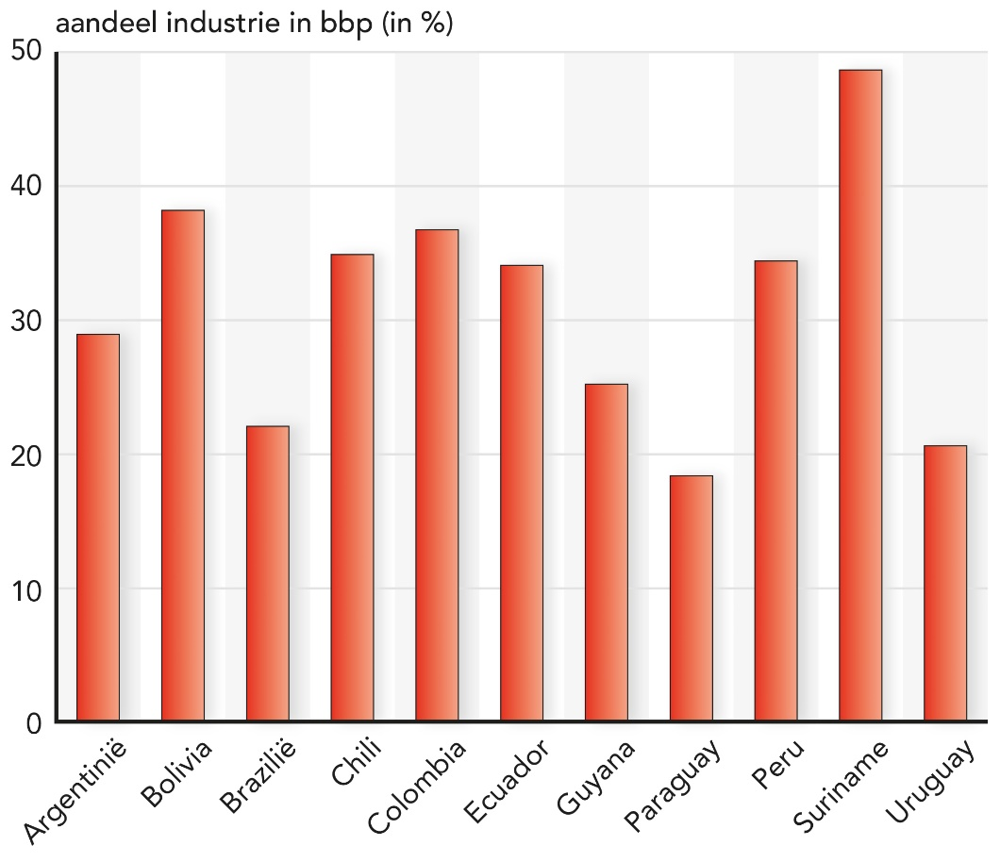 aandeel industrie in bbp (in %)
50
40
30
20
10
0
Argentinië
Bolivia
Brazilië
Chili
Colombia
Ecuador
Guyana
Paraguay
Peru
Suriname
Uruguay